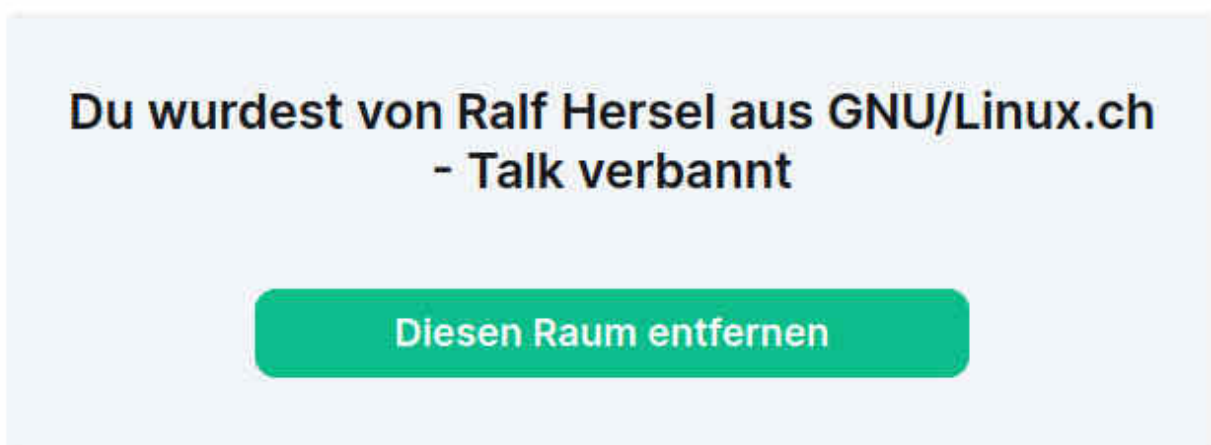 Du wurdest von Ralf Hersel aus GNU/Linux.ch
- Talk verbannt
Diesen Raum entfernen